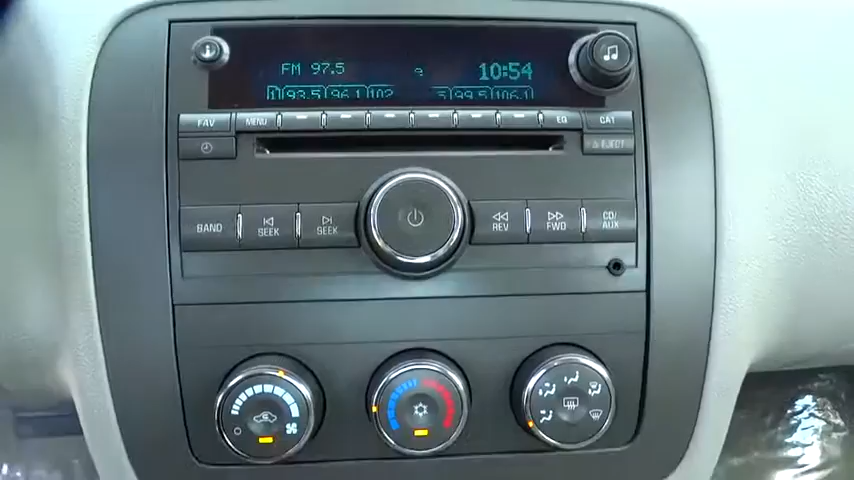 FM 97.5 10:54
93.5 96.1 102 99.5 106.1
FAV MENU EQ CAT
EJECT
BAND SEEK SEEK REV FWD CD/AUX